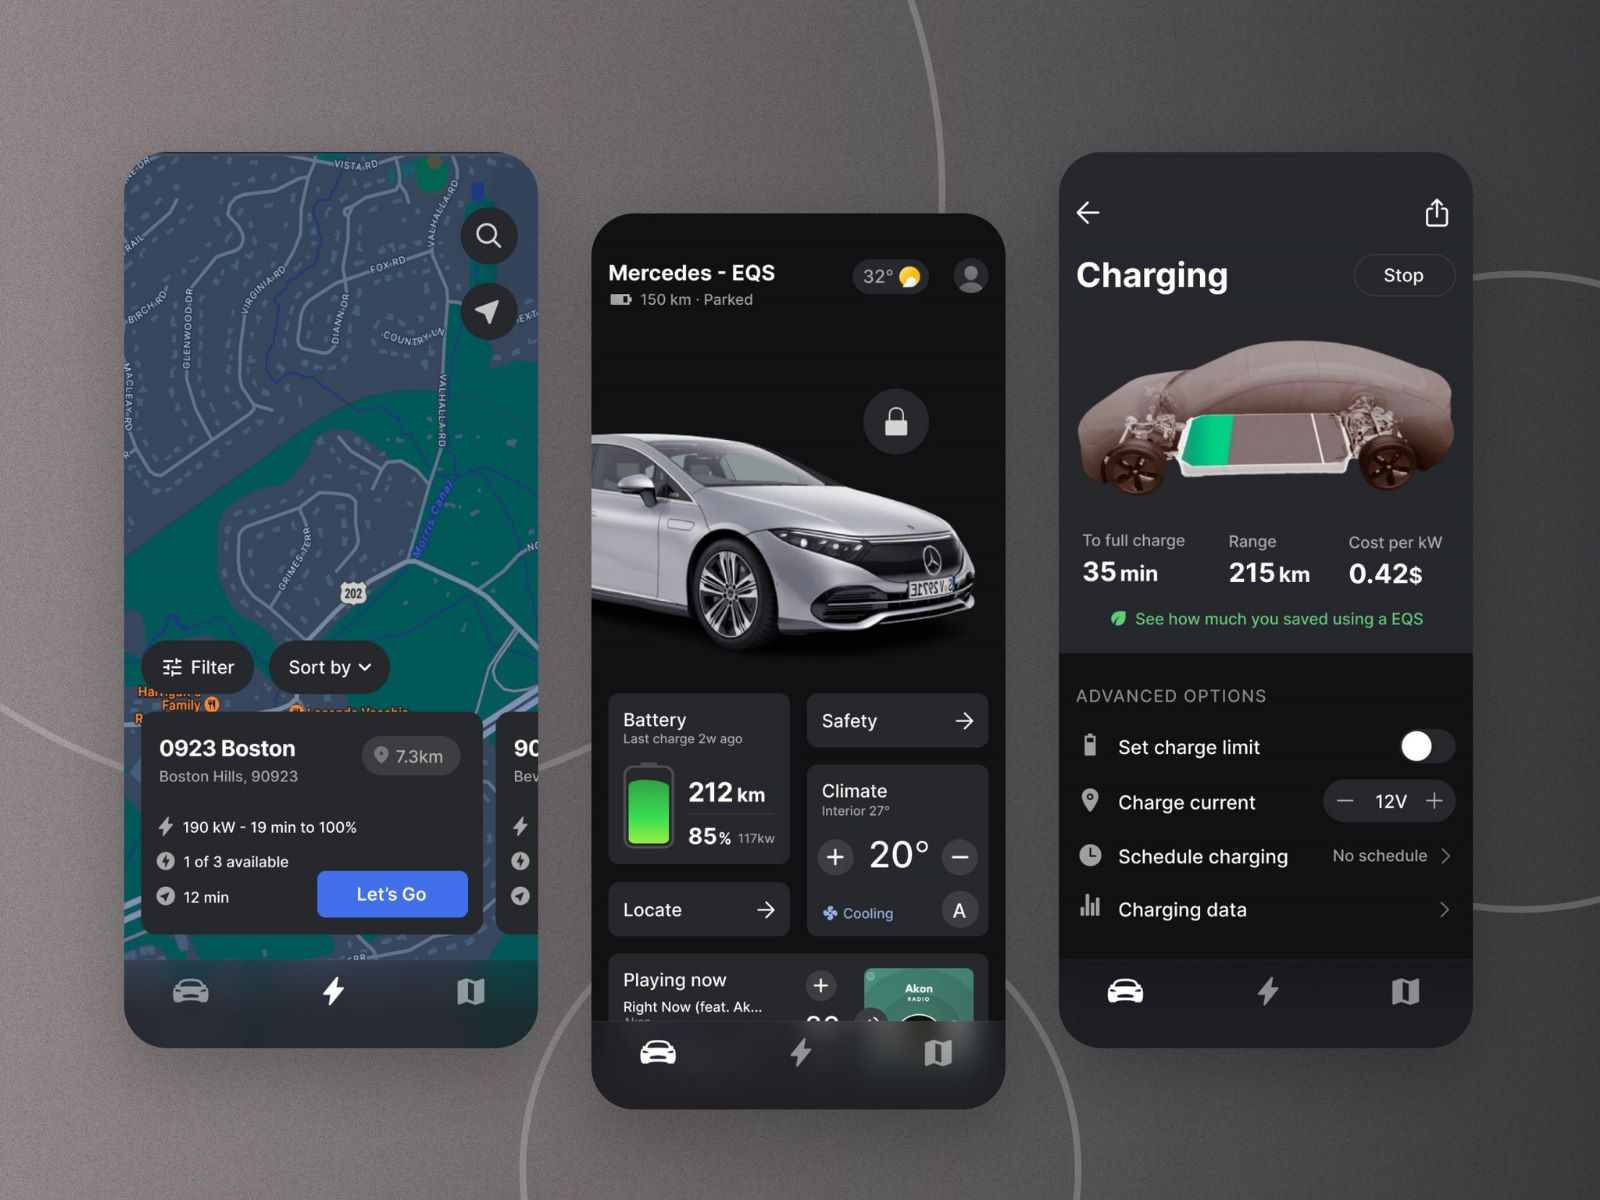 VISTA RD
NE DR
VALHALLA RD
RAIL
FOX RD
VIRGINIA RD
BIRCH RD
GLENWOOD DR
DIANN DR
COUNTRY LN
EXT
MACLEAY RD
VALHALLA RD
Morris Canal
GRIMES TERR
202
Filter
Sort by
Family
0923 Boston
7.3km
Boston Hills, 90923
190 kW - 19 min to 100%
1 of 3 available
12 min
Let's Go
90
Bev
Mercedes - EQS
32°
150 km · Parked
Battery
Last charge 2w ago
212 km
85% 117kw
Safety
Climate
Interior 27°
20°
Cooling
A
Locate
Playing now
Right Now (feat. Ak...
Akon
RADIO
Charging
Stop
To full charge
35 min
Range
215 km
Cost per kW
0.42$
See how much you saved using a EQS
ADVANCED OPTIONS
Set charge limit
Charge current
12V
Schedule charging
No schedule
Charging data